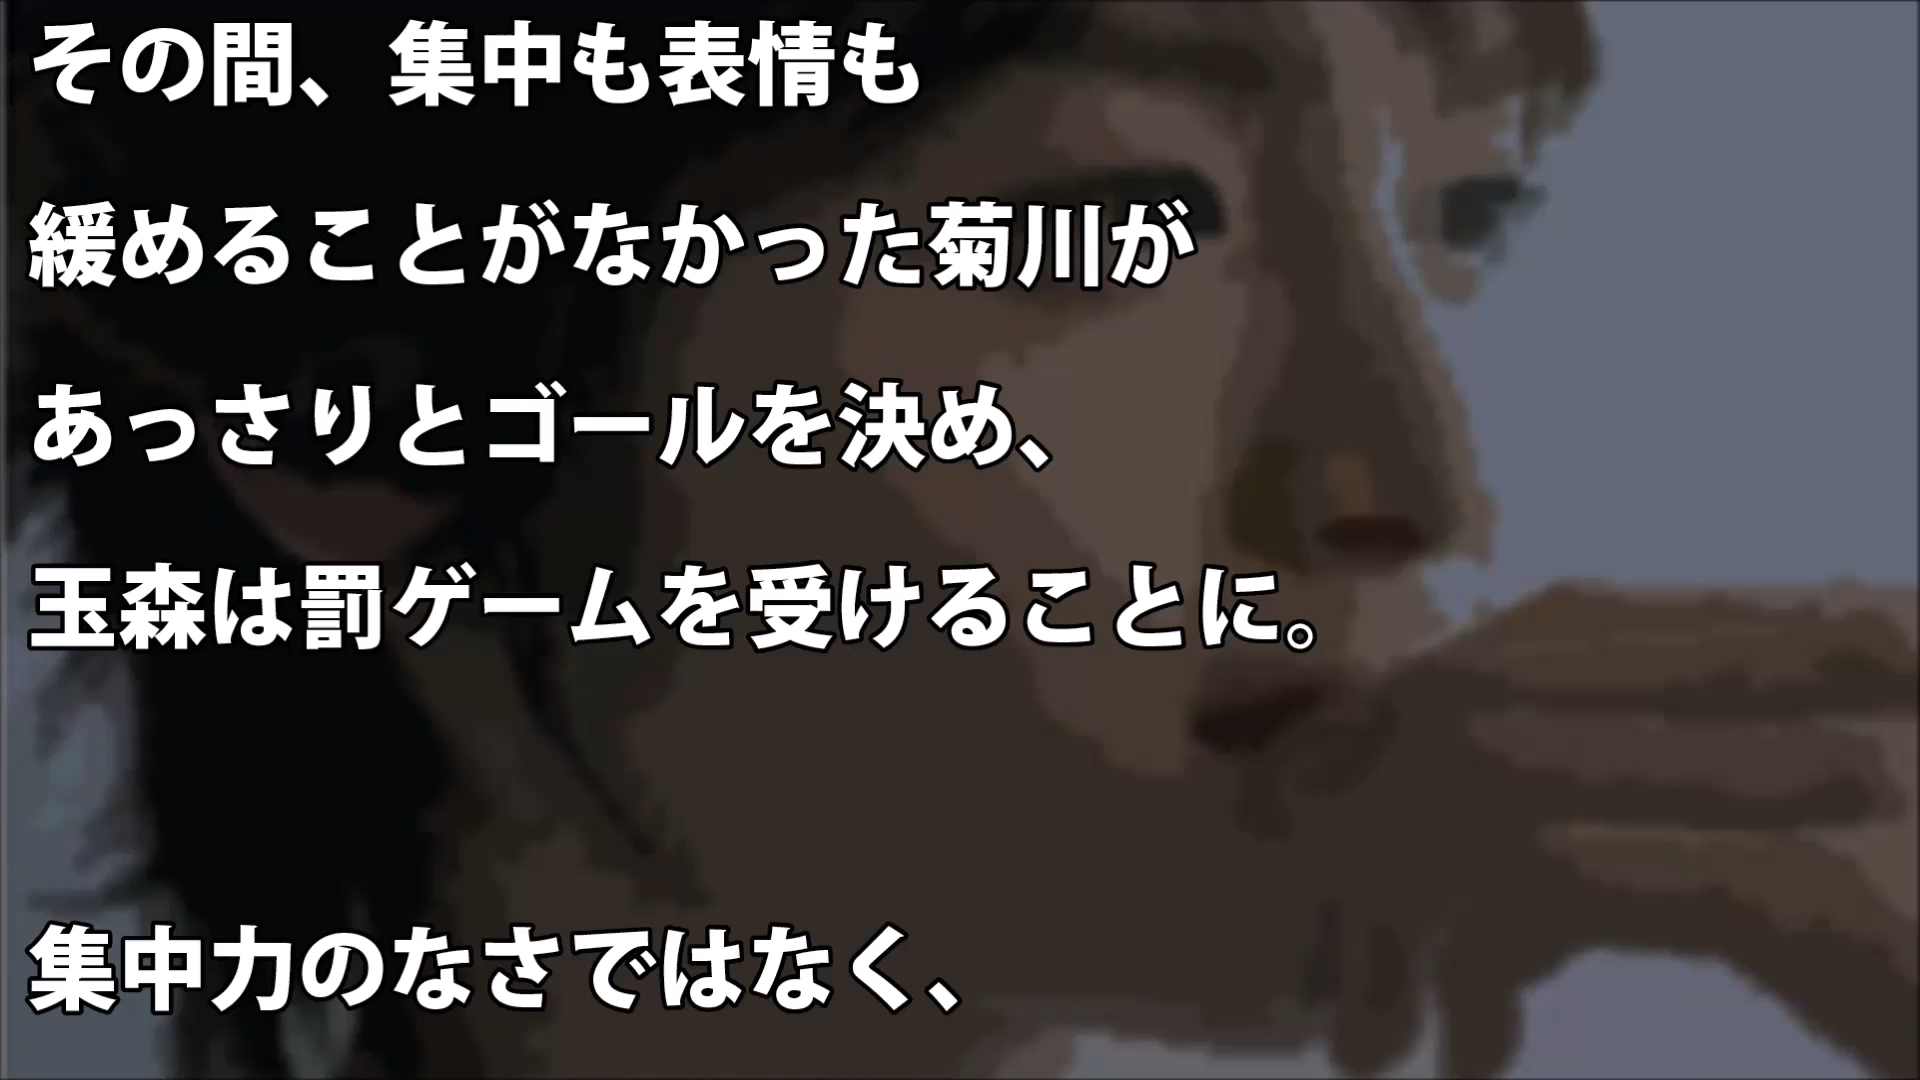 その間、集中も表情も
緩めることがなかった菊川が
あっさりとゴールを決め、
玉森は罰ゲームを受けることに。
集中力のなさではなく、